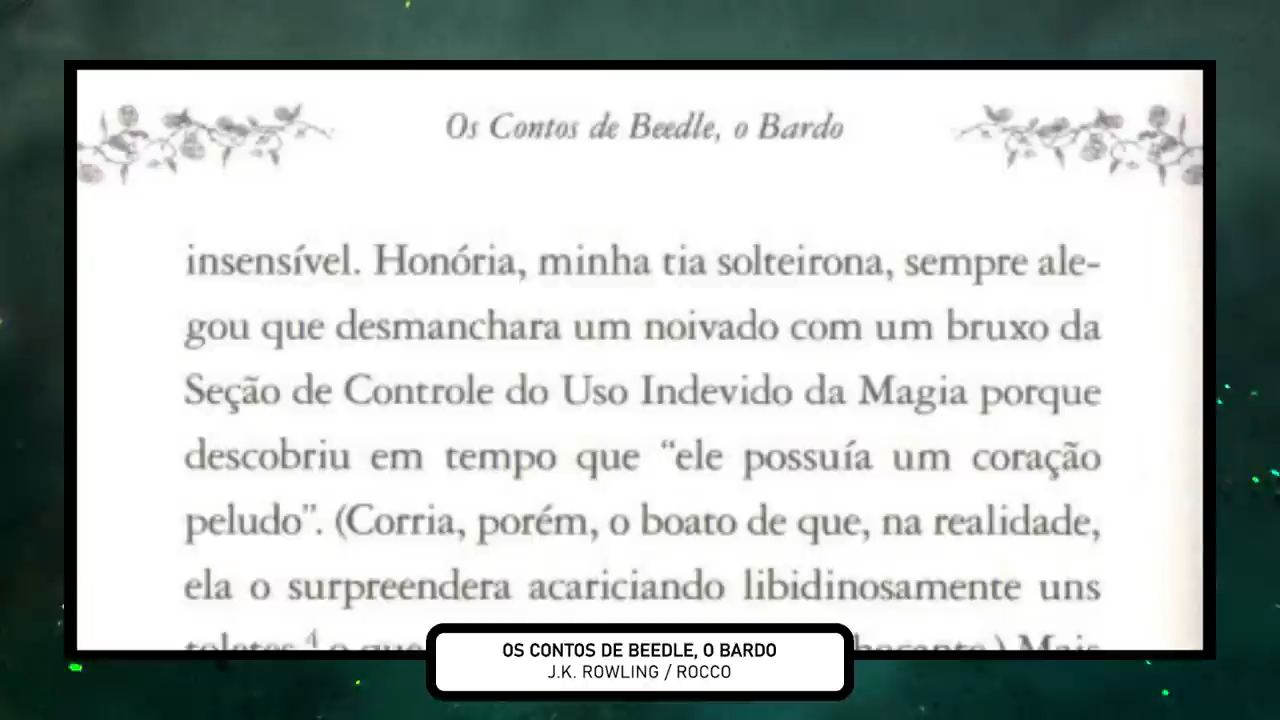 Os Contos de Beedle, o Bardo
insensível. Honória, minha tia solteirona, sempre ale-
gou que desmanchara um noivado com um bruxo da
Seção de Controle do Uso Indevido da Magia porque
descobriu em tempo que “ele possuía um coração
peludo”. (Corria, porém, o boato de que, na realidade,
ela o surpreendera acariciando libidinosamente uns
OS CONTOS DE BEEDLE, O BARDO
J.K. ROWLING / ROCCO